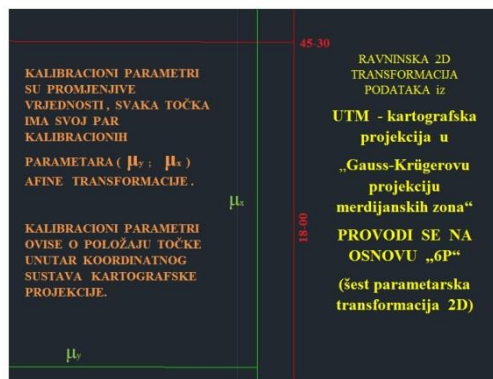 45-30
KALIBRACIONI PARAMETRI
SU PROMJENJIVE
VRJEDNOSTI , SVAKA TOČKA
IMA SVOJ PAR
KALIBRACIONIH
PARAMETARA ( μy ; μx )
AFINE TRANSFORMACIJE .
KALIBRACIONI PARAMETRI
OVISE O POLOŽAJU TOČKE
UNUTAR KOORDINATNOG
SUSTAVA KARTOGRAFSKE
PROJEKCIJE.
μx
μy
18-00
RAVNINSKA 2D
TRANSFORMACIJA
PODATAKA iz
UTM - kartografska
projekcija u
„Gauss-Krügerovu
projekciju
merdijanskih zona“
PROVODI SE NA
OSNOVU „6P“
(šest parametarska
transformacija 2D)